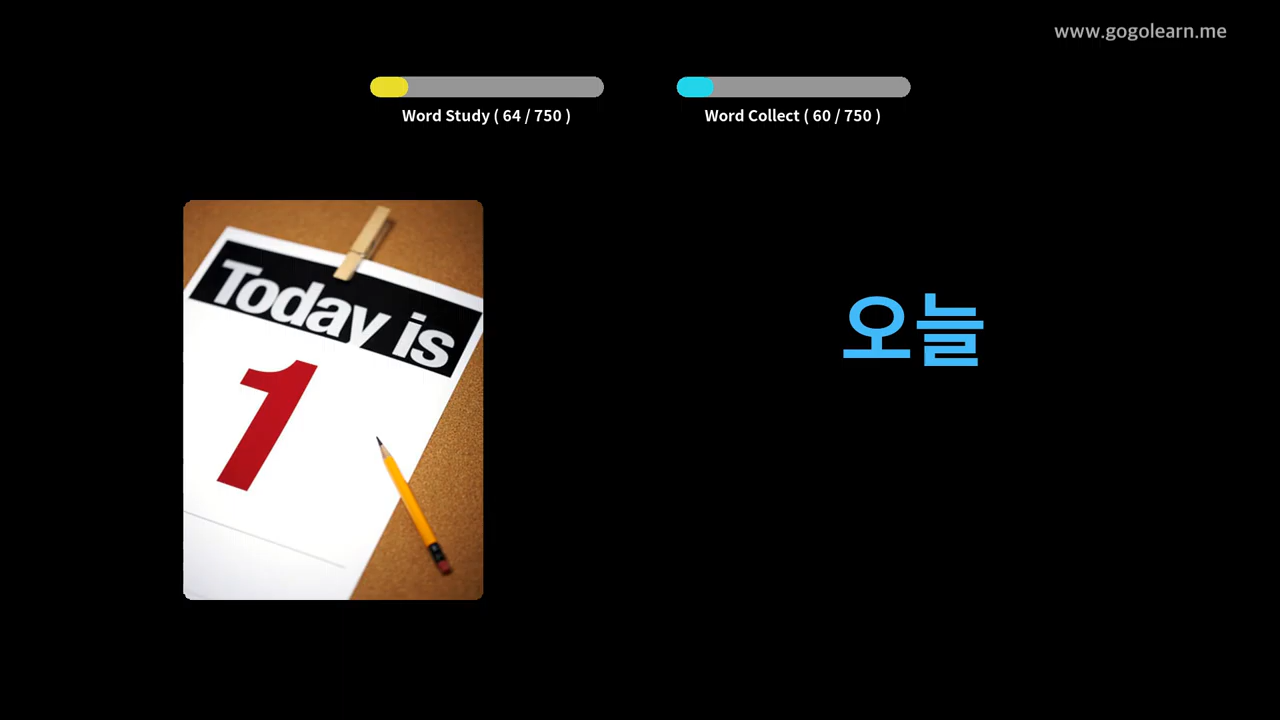 www.gogolearn.me
Word Study ( 64 / 750 )
Word Collect ( 60 / 750 )
Today is
1
오늘